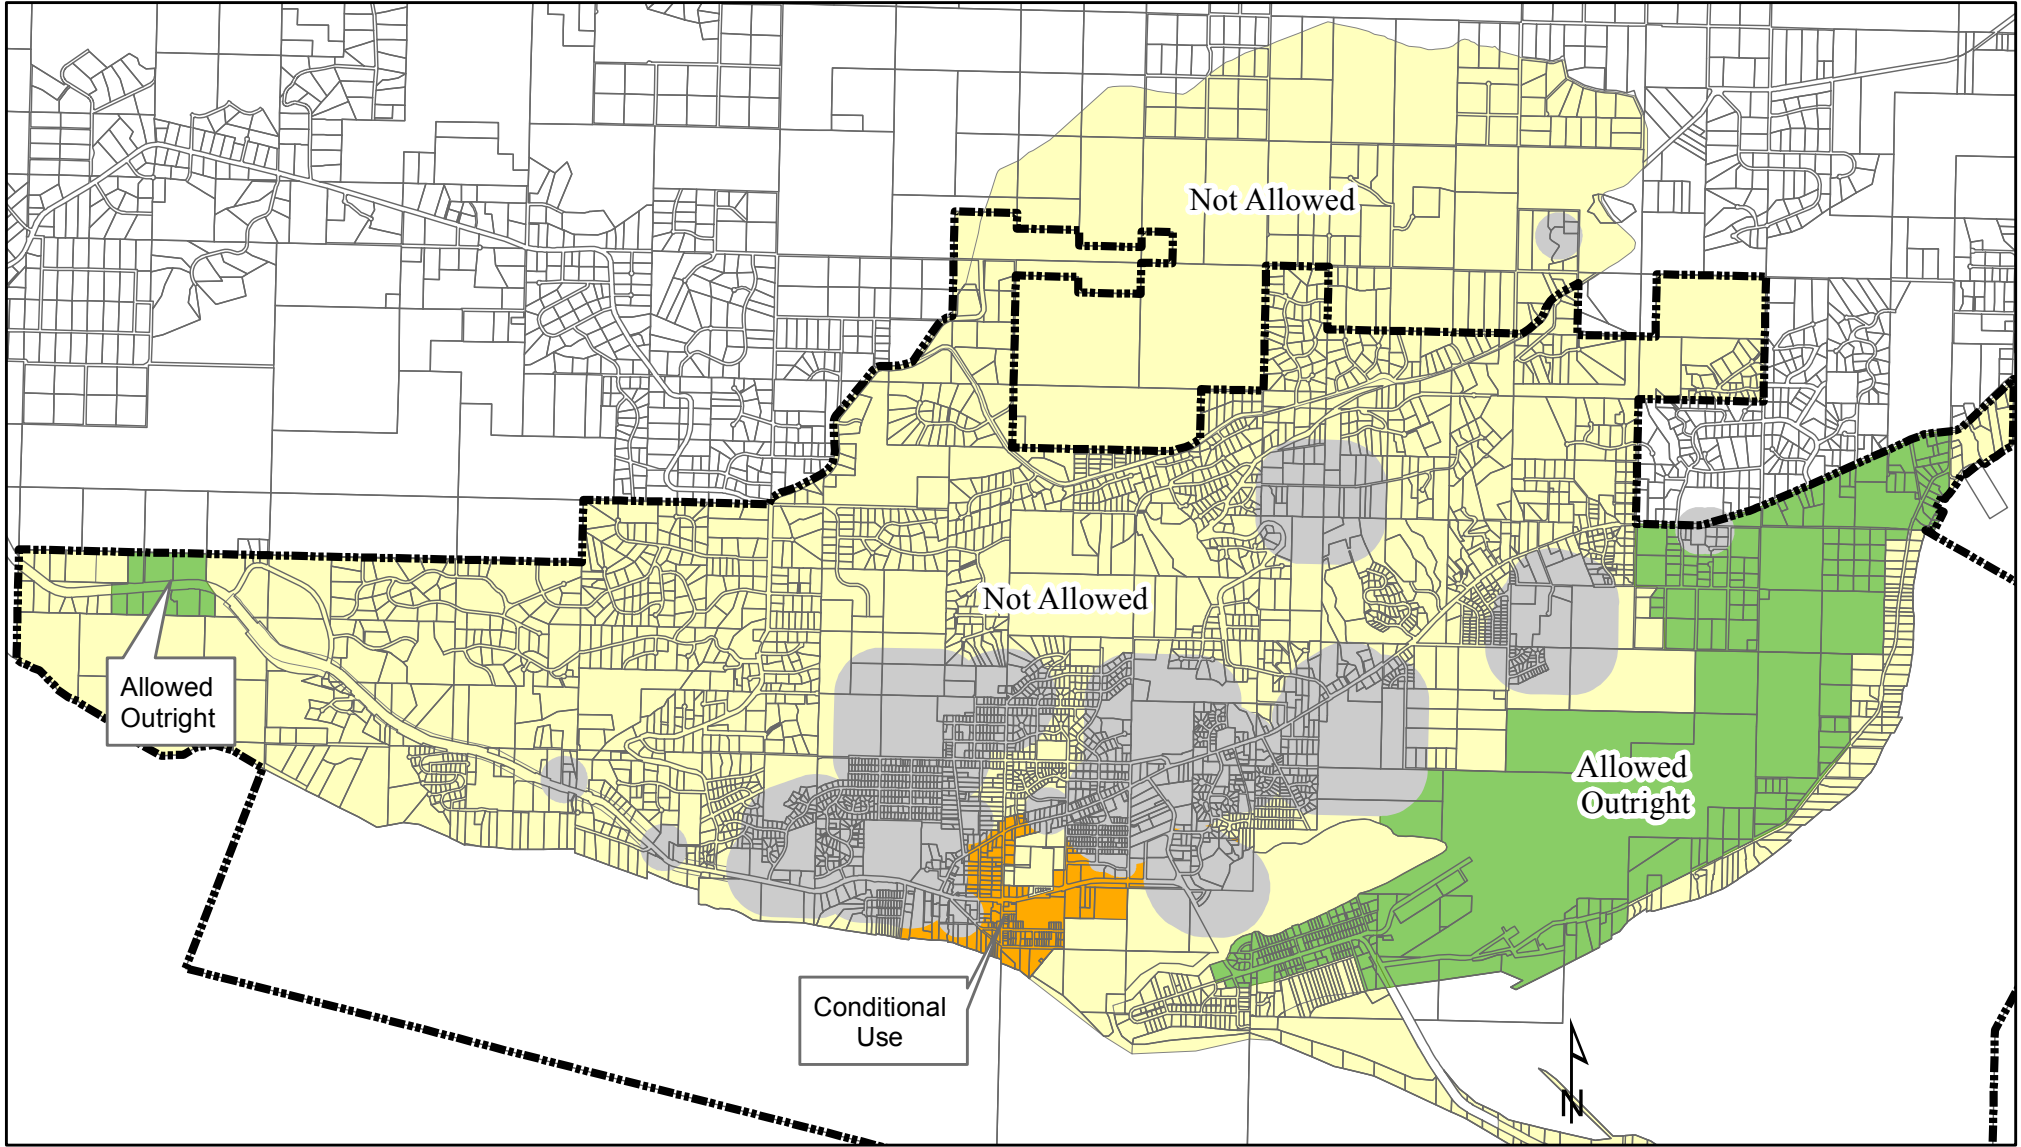 Not Allowed
Not Allowed
Allowed
Outright
Allowed
Outright
Conditional
Use
N